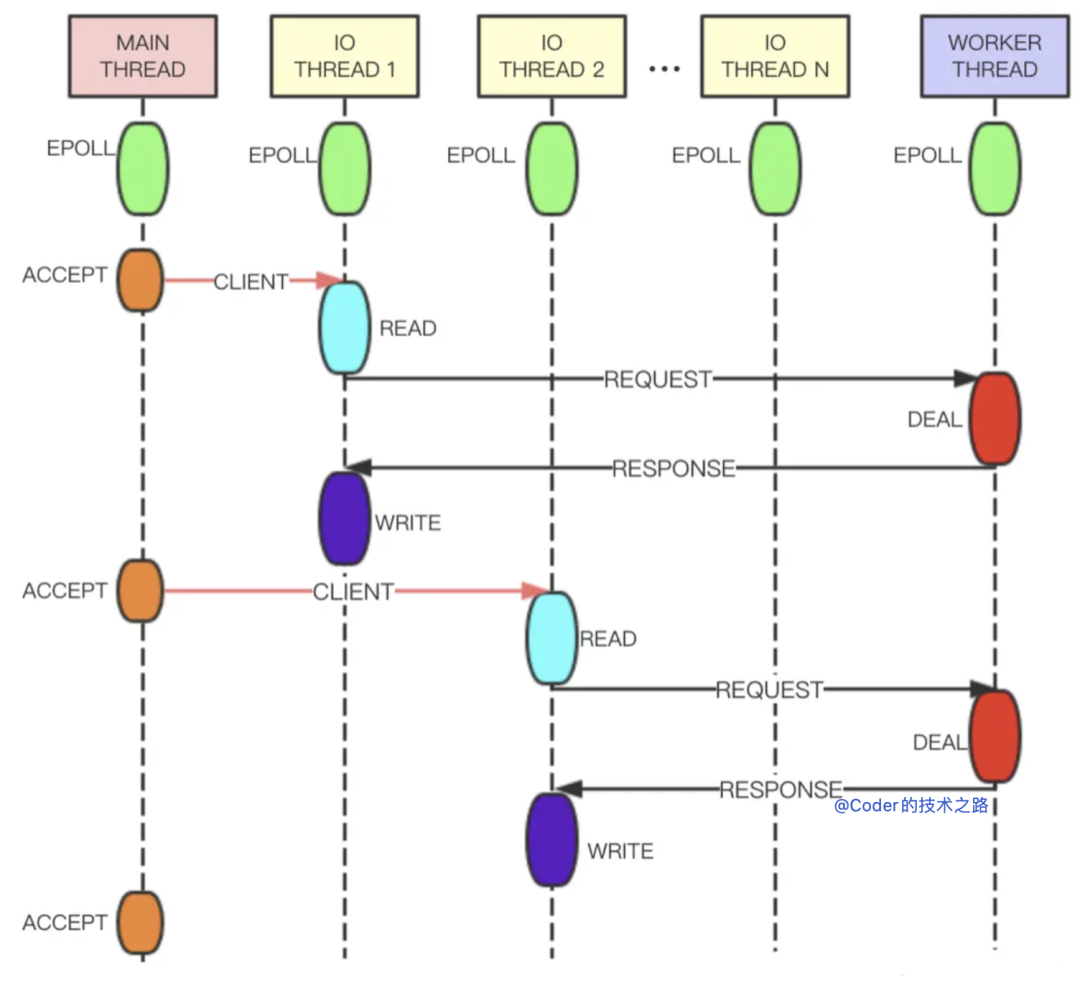 MAIN
THREAD
IO
THREAD 1
IO
THREAD 2
...
IO
THREAD N
WORKER
THREAD
EPOLL
EPOLL
EPOLL
EPOLL
EPOLL
ACCEPT
CLIENT
READ
REQUEST
DEAL
RESPONSE
WRITE
ACCEPT
CLIENT
READ
REQUEST
DEAL
RESPONSE
@Coder的技术之路
WRITE
ACCEPT